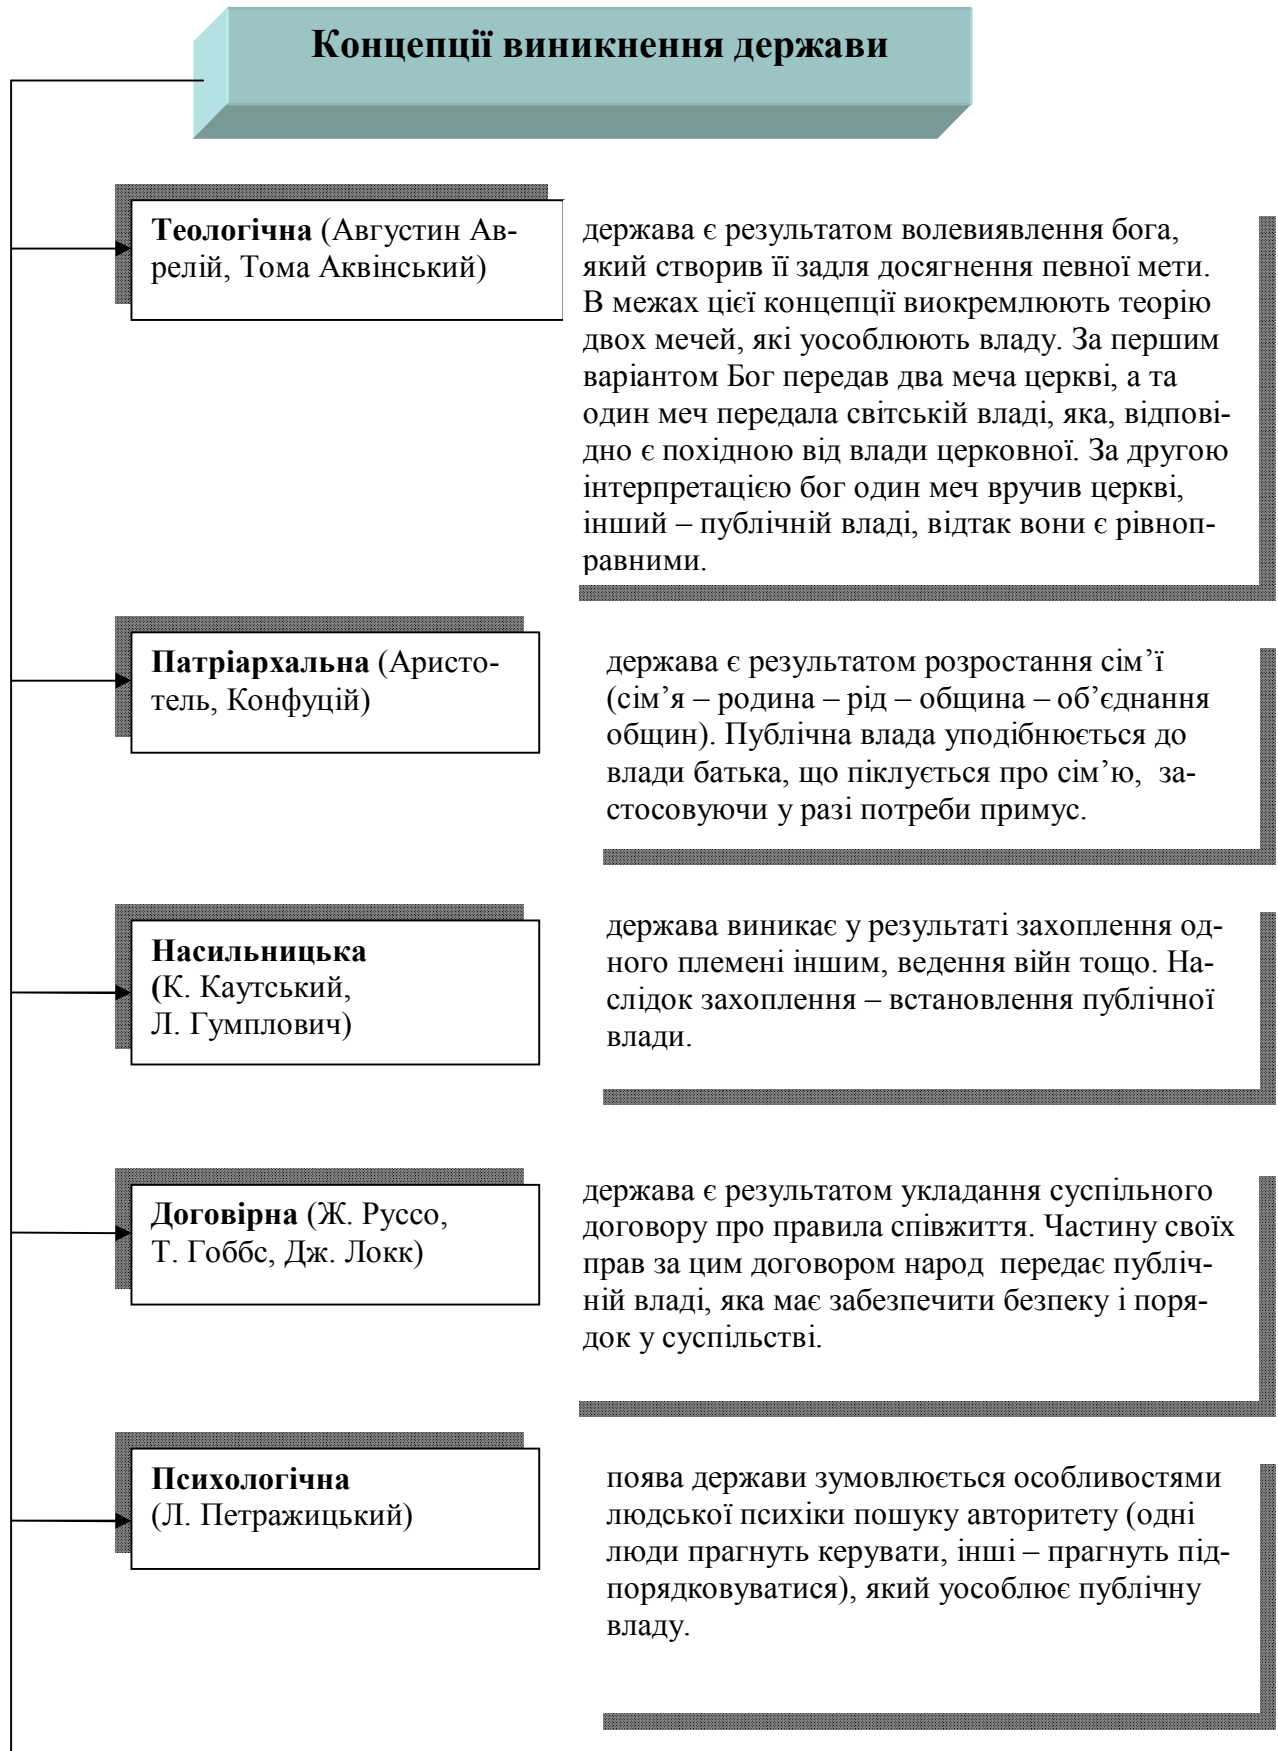 Концепції виникнення держави
Теологічна (Августин Ав-
релій, Тома Аквінський)
держава є результатом волевиявлення бога,
який створив її задля досягнення певної мети.
В межах цієї концепції виокремлюють теорію
двох мечей, які уособлюють владу. За першим
варіантом Бог передав два меча церкві, а та
один меч передала світській владі, яка, відпові-
дно є похідною від влади церковної. За другою
інтерпретацією бог один меч вручив церкві,
інший – публічній владі, відтак вони є рівноп-
равними.
Патріархальна (Аристо-
тель, Конфуцій)
держава є результатом розростання сім’ї
(сім’я – родина – рід – община – об’єднання
общин). Публічна влада уподібнюється до
влади батька, що піклується про сім’ю,  за-
стосовуючи у разі потреби примус.
Насильницька
(К. Каутський,
Л. Гумплович)
держава виникає у результаті захоплення од-
ного племені іншим, ведення війн тощо. На-
слідок захоплення – встановлення публічної
влади.
Договірна (Ж. Руссо,
Т. Гоббс, Дж. Локк)
держава є результатом укладання суспільного
договору про правила співжиття. Частину своїх
прав за цим договором народ  передає публіч-
ній владі, яка має забезпечити безпеку і поря-
док у суспільстві.
Психологічна
(Л. Петражицький)
поява держави зумовлюється особливостями
людської психіки пошуку авторитету (одні
люди прагнуть керувати, інші – прагнуть під-
порядковуватися), який уособлює публічну
владу.